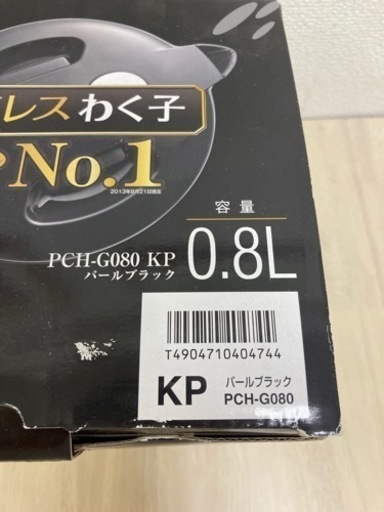 レス わく子
No.1
2013年8月21日現在
容量
0.8L
PCH-G080 KP
パールブラック
T4904710404744
KP パールブラック
PCH-G080